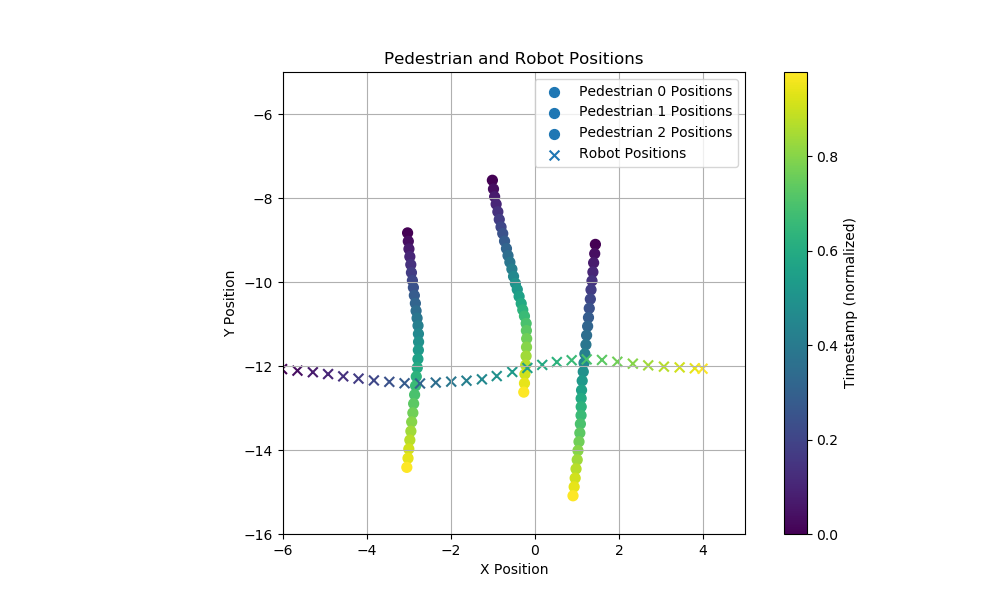 Pedestrian and Robot Positions
Pedestrian 0 Positions
Pedestrian 1 Positions
Pedestrian 2 Positions
Robot Positions
Y Position
−6
−8
−10
−12
−14
−16
−6
−4
−2
0
2
4
X Position
0.8
0.6
0.4
0.2
0.0
Timestamp (normalized)